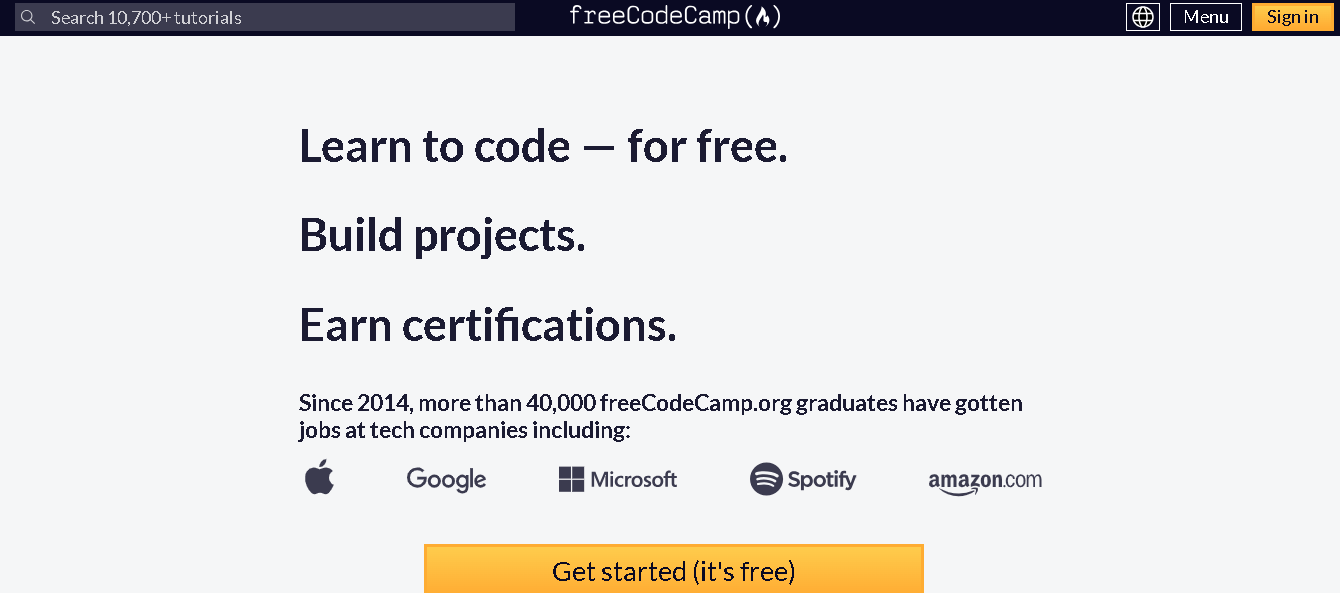 Search 10,700+ tutorials
freeCodeCamp
Menu
Sign in
Learn to code — for free.
Build projects.
Earn certifications.
Since 2014, more than 40,000 freeCodeCamp.org graduates have gotten
jobs at tech companies including:
Google
Microsoft
Spotify
amazon.com
Get started (it's free)